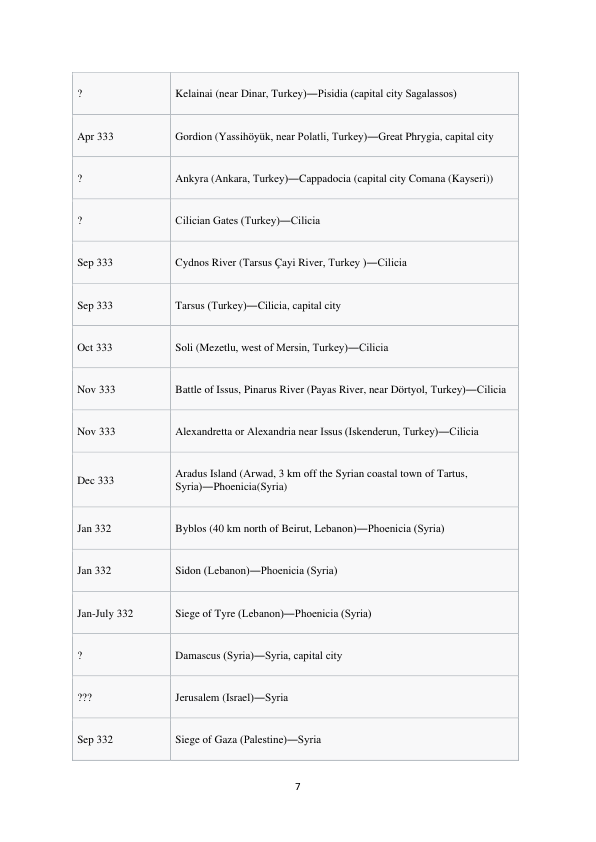 ?
Kelainai (near Dinar, Turkey)—Pisidia (capital city Sagalassos)
Apr 333
Gordion (Yassihöyük, near Polatli, Turkey)—Great Phrygia, capital city
?
Ankyra (Ankara, Turkey)—Cappadocia (capital city Comana (Kayseri))
?
Cilician Gates (Turkey)—Cilicia
Sep 333
Cydnos River (Tarsus Çayi River, Turkey )—Cilicia
Sep 333
Tarsus (Turkey)—Cilicia, capital city
Oct 333
Soli (Mezetlu, west of Mersin, Turkey)—Cilicia
Nov 333
Battle of Issus, Pinarus River (Payas River, near Dörtyol, Turkey)—Cilicia
Nov 333
Alexandretta or Alexandria near Issus (Iskenderun, Turkey)—Cilicia
Dec 333
Aradus Island (Arwad, 3 km off the Syrian coastal town of Tartus,
Syria)—Phoenicia(Syria)
Jan 332
Byblos (40 km north of Beirut, Lebanon)—Phoenicia (Syria)
Jan 332
Sidon (Lebanon)—Phoenicia (Syria)
Jan-July 332
Siege of Tyre (Lebanon)—Phoenicia (Syria)
?
Damascus (Syria)—Syria, capital city
???
Jerusalem (Israel)—Syria
Sep 332
Siege of Gaza (Palestine)—Syria
7